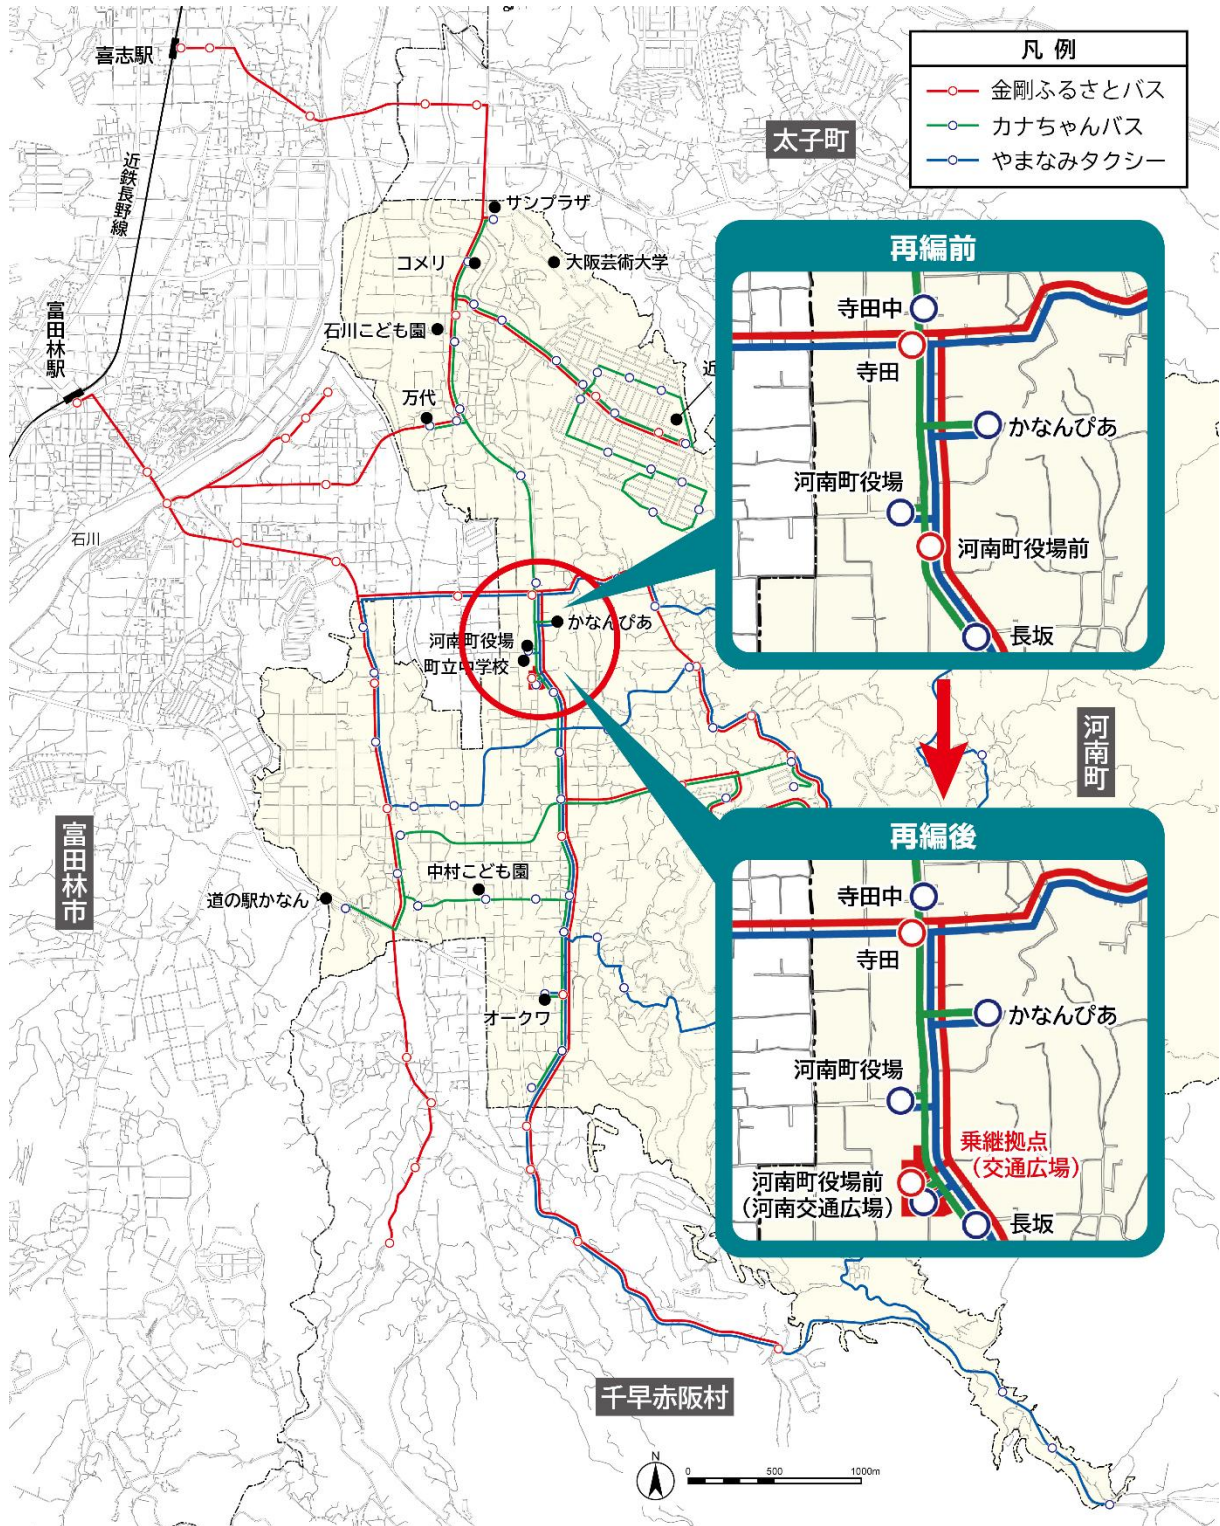 凡 例
金剛ふるさとバス
カナちゃんバス
やまなみタクシー
喜志駅
近鉄長野線
富田林駅
太子町
サンプラザ
コメリ
大阪芸術大学
石川こども園
万代
近
石川
かなんぴあ
河南町役場
町立中学校
河南町
富田林市
中村こども園
道の駅かなん
オークワ
千早赤阪村
再編前
寺田中
寺田
かなんぴあ
河南町役場
河南町役場前
長坂
再編後
寺田中
寺田
かなんぴあ
河南町役場
乗継拠点
（交通広場）
河南町役場前
（河南交通広場）
長坂
N
0 500 1000m